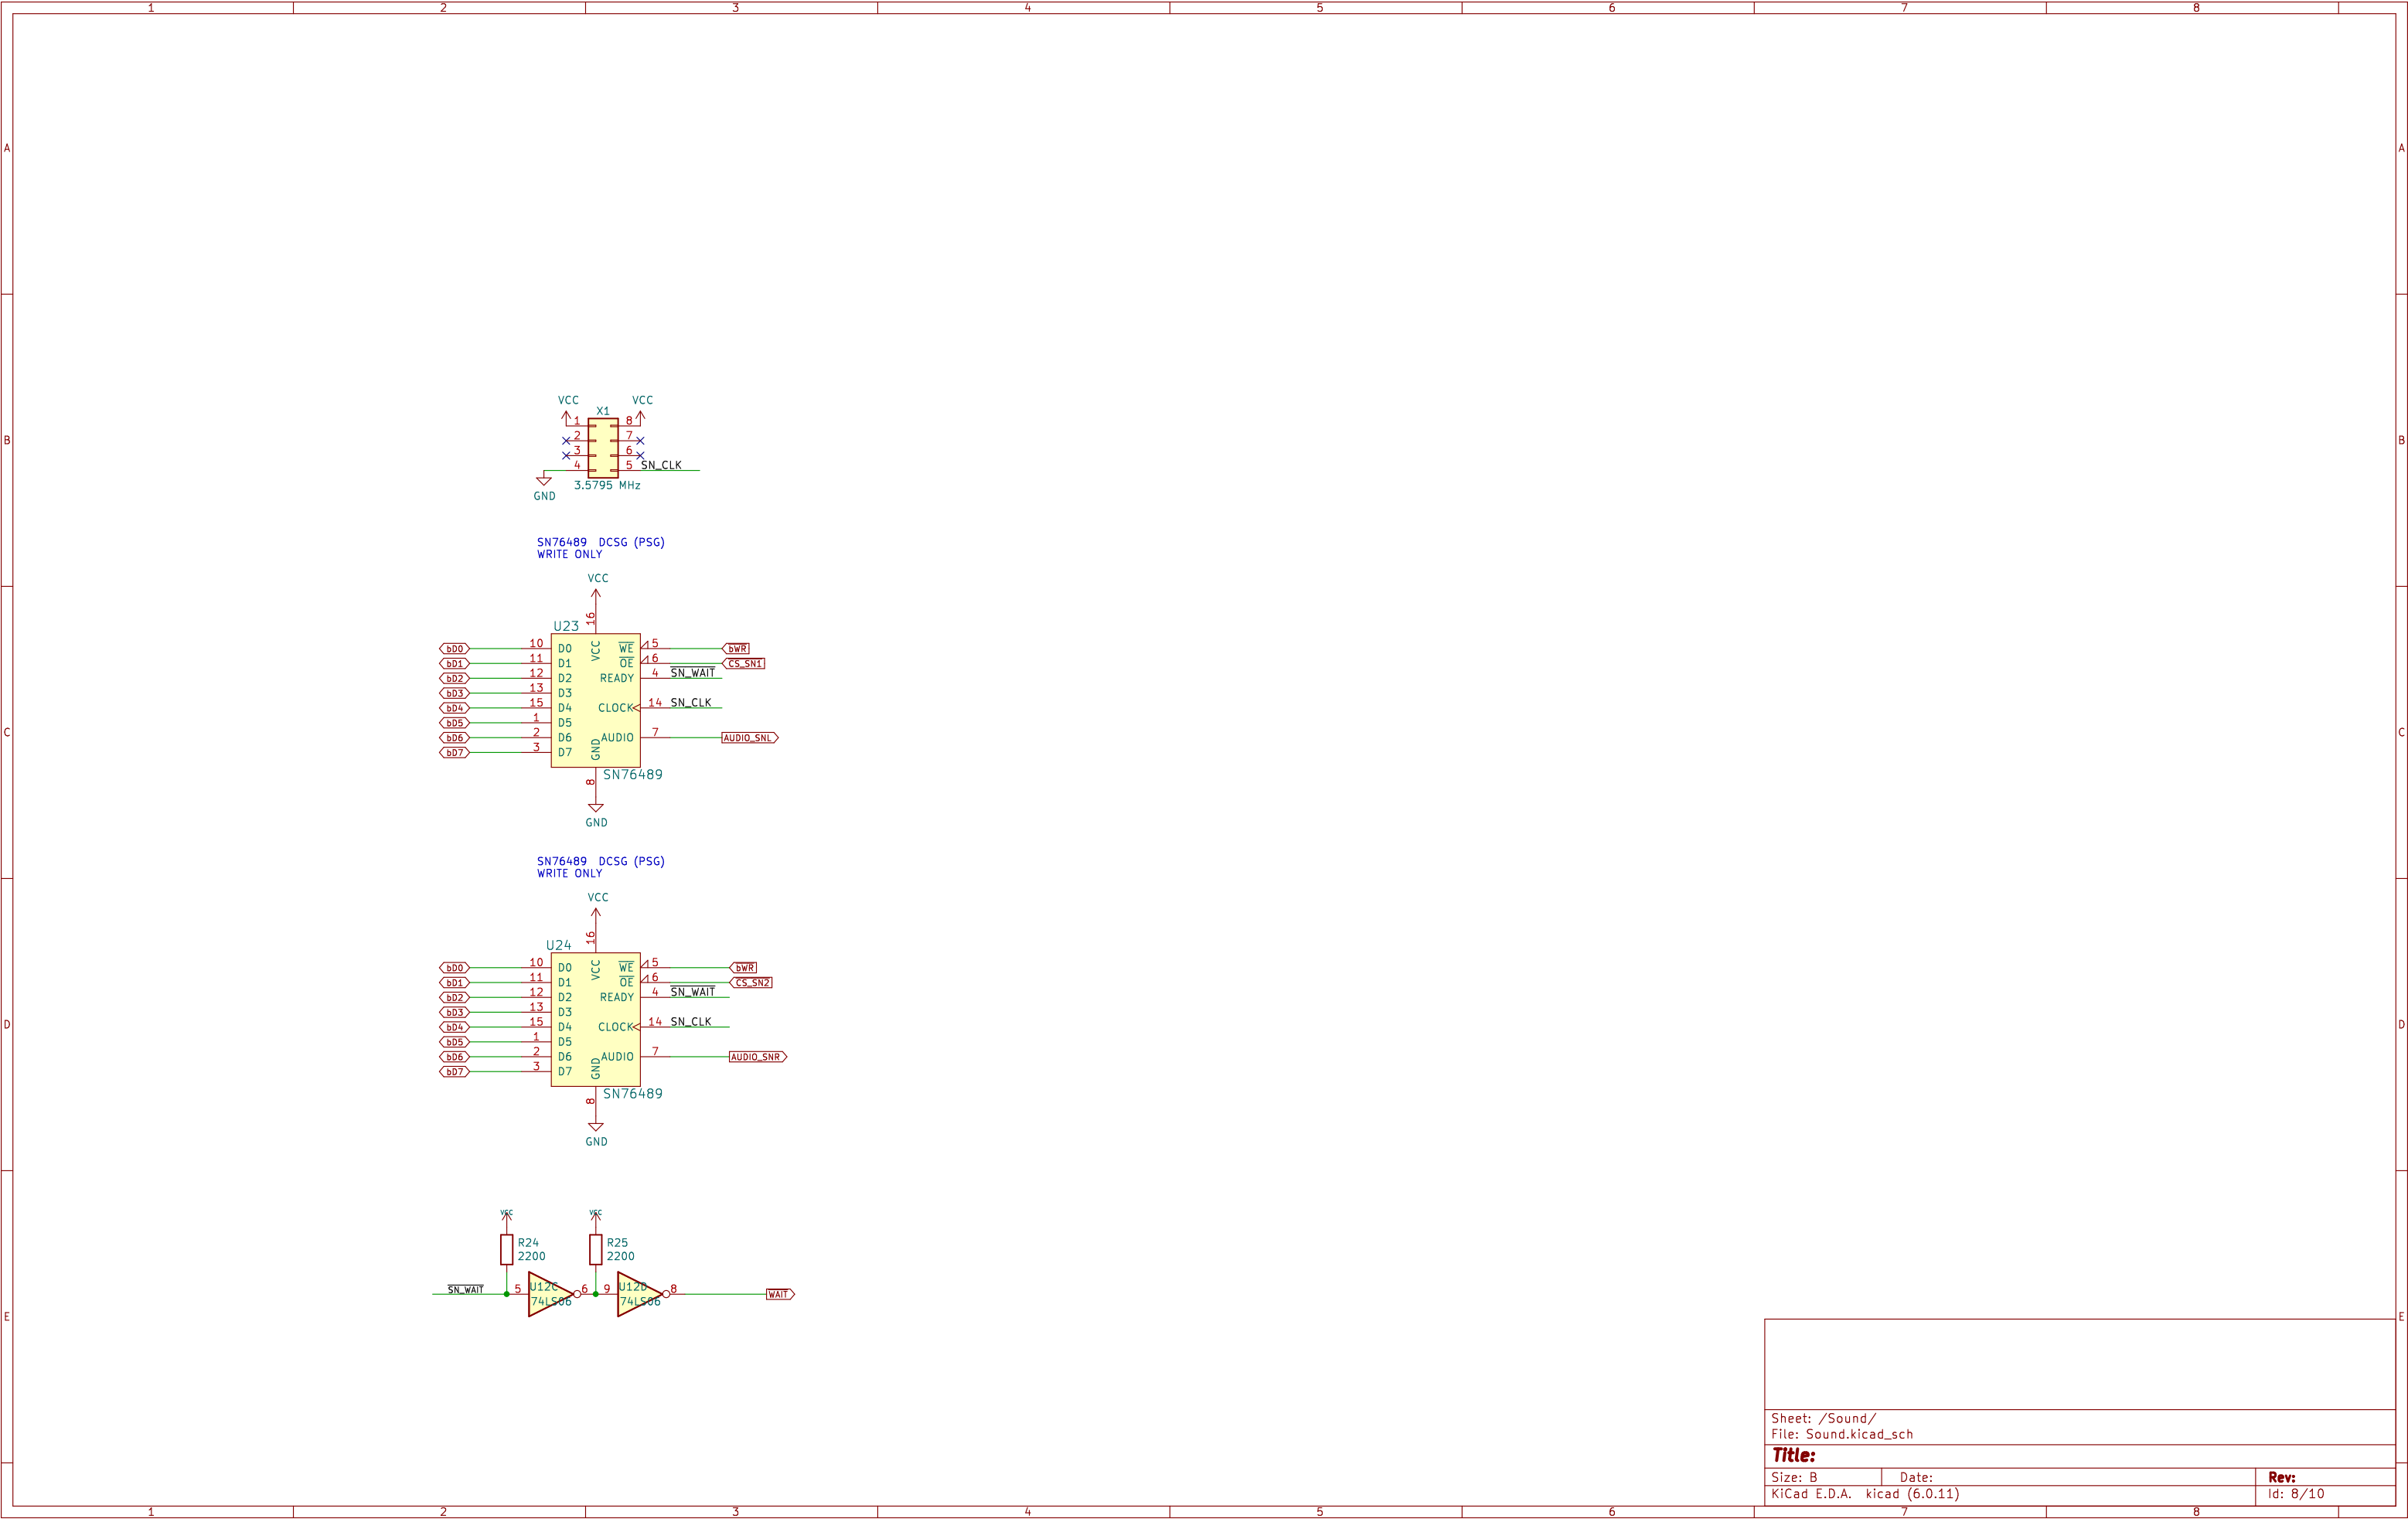 1 2 3 4 5 6 7 8
A A
B B
C C
D D
E E
VCC VCC
X1
1 8
2 7
3 6
4 5 SN_CLK
3.5795 MHz
GND
SN76489 DCSG (PSG)
WRITE ONLY
VCC
16
U23
bD0 10 D0 VCC WE 5 bWR
bD1 11 D1 OE 6 CS_SN1
bD2 12 D2 READY 4 SN_WAIT
bD3 13 D3
bD4 15 D4 CLOCK 14 SN_CLK
bD5 1 D5
bD6 2 D6 AUDIO 7 AUDIO_SNL
bD7 3 D7 GND
SN76489
8
GND
SN76489 DCSG (PSG)
WRITE ONLY
VCC
16
U24
bD0 10 D0 VCC WE 5 bWR
bD1 11 D1 OE 6 CS_SN2
bD2 12 D2 READY 4 SN_WAIT
bD3 13 D3
bD4 15 D4 CLOCK 14 SN_CLK
bD5 1 D5
bD6 2 D6 AUDIO 7 AUDIO_SNR
bD7 3 D7 GND
SN76489
8
GND
VCC VCC
R24 R25
2200 2200
SN_WAIT 5 U12C 6 9 U12D 8 WAIT
74LS06 74LS06
Sheet: /Sound/
File: Sound.kicad_sch
Title:
Size: B Date: Rev:
KiCad E.D.A. kicad (6.0.11) Id: 8/10
1 2 3 4 5 6 7 8